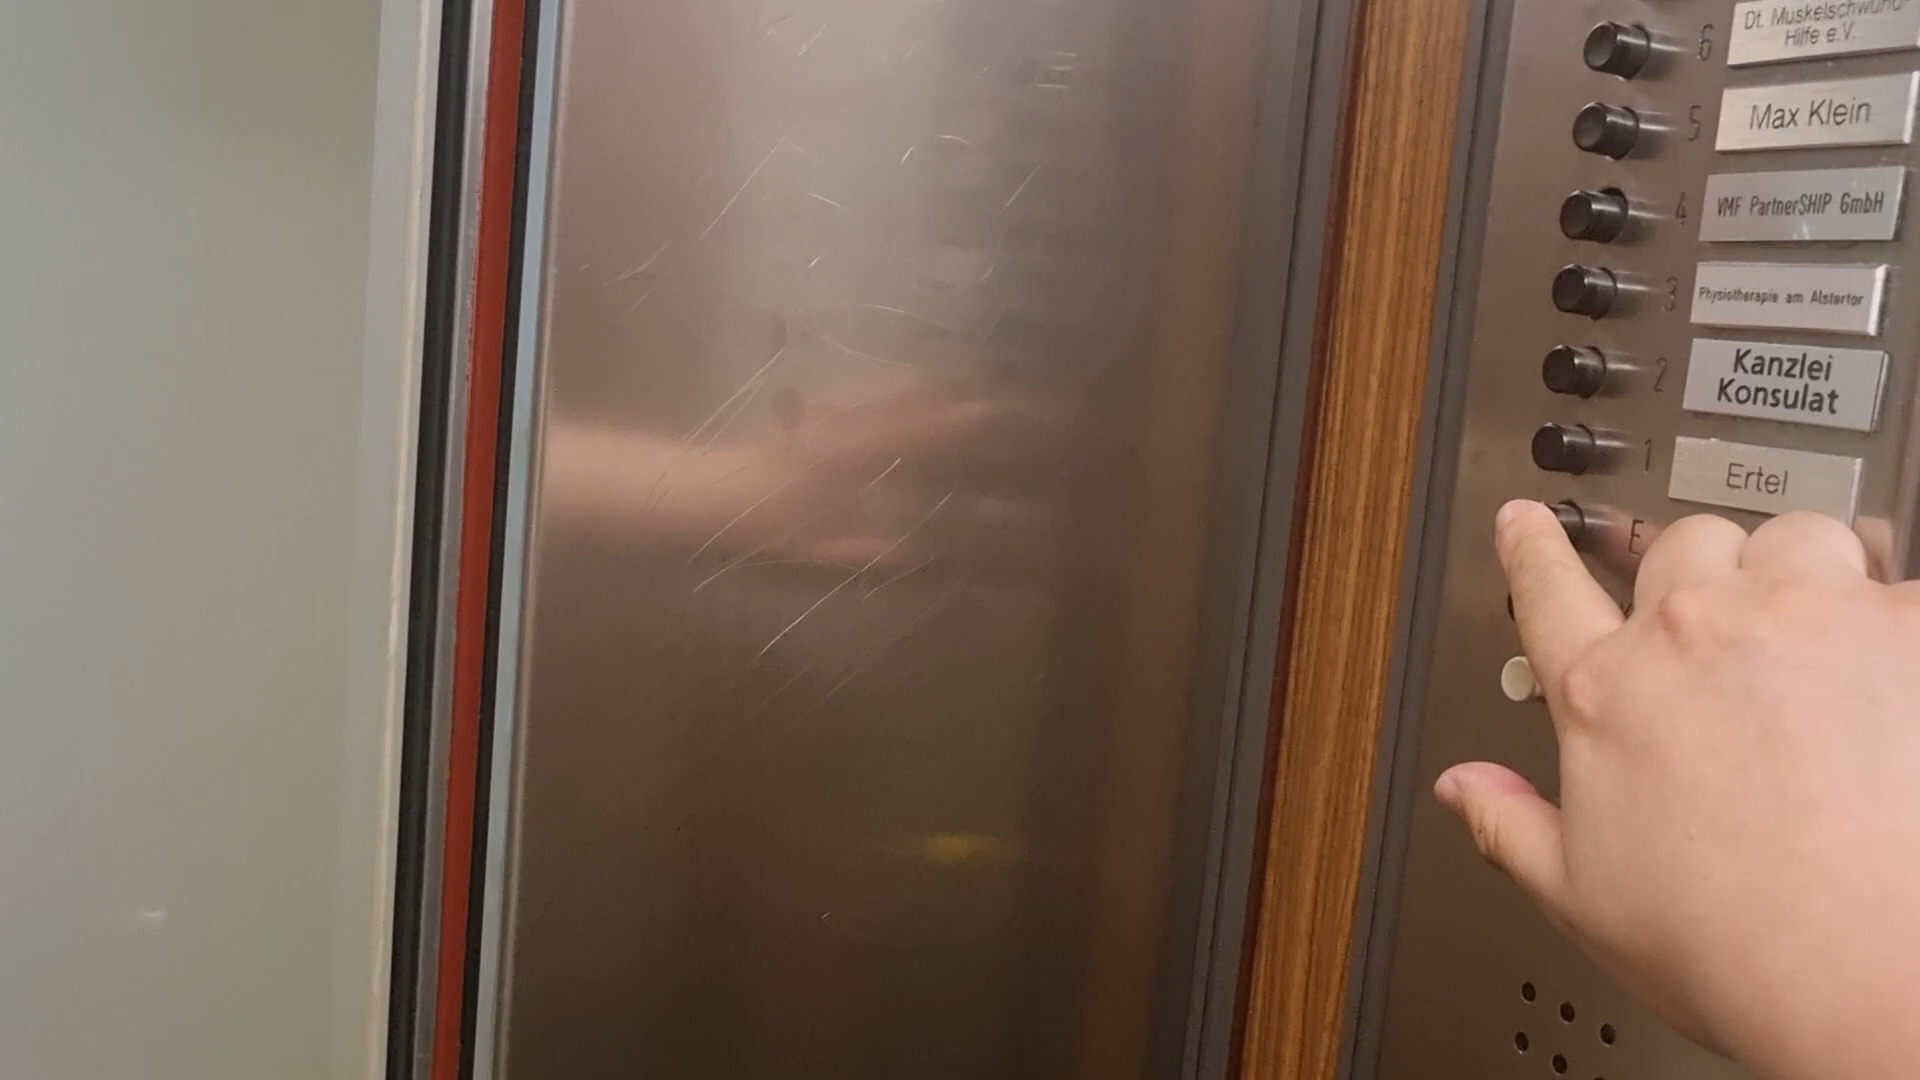 6
Dt. Muskelschwund-
Hilfe e.V.
5
Max Klein
4
VMF PartnerSHIP GmbH
3
Physiotherapie am Alstertor
2
Kanzlei
Konsulat
1
Ertel
E